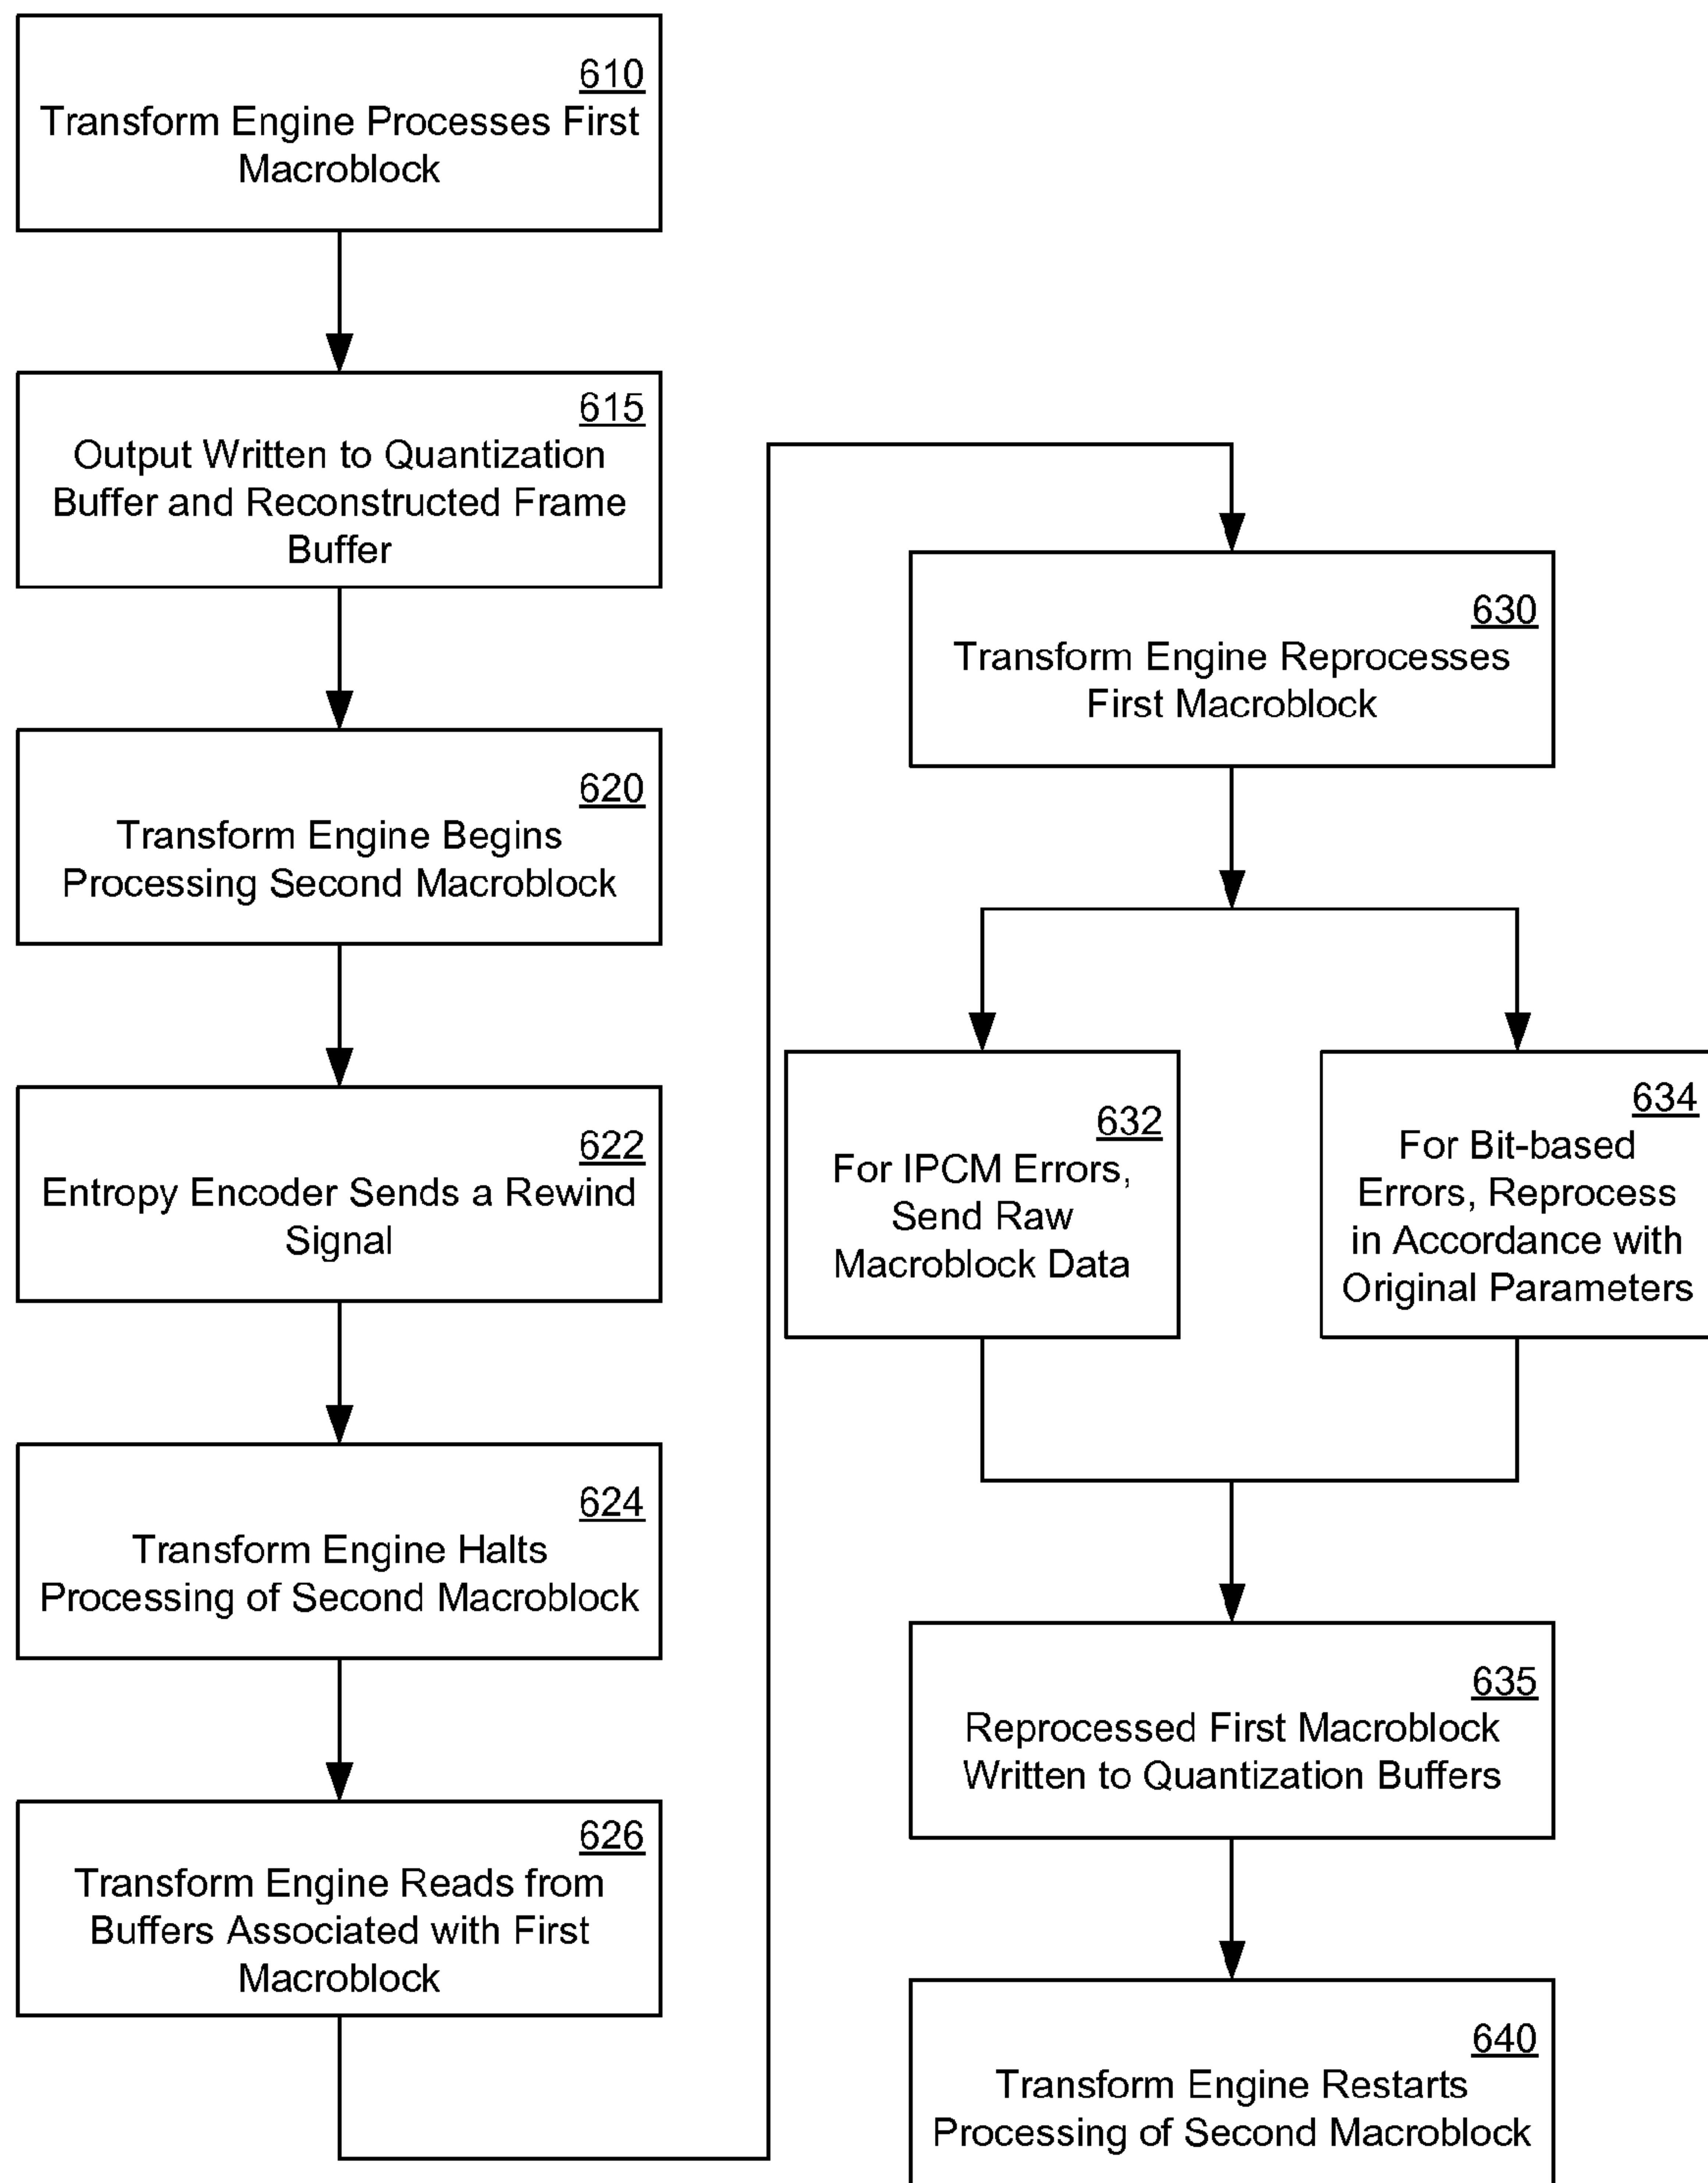 610
Transform Engine Processes First
Macroblock
615
Output Written to Quantization
Buffer and Reconstructed Frame
Buffer
620
Transform Engine Begins
Processing Second Macroblock
622
Entropy Encoder Sends a Rewind
Signal
624
Transform Engine Halts
Processing of Second Macroblock
626
Transform Engine Reads from
Buffers Associated with First
Macroblock
630
Transform Engine Reprocesses
First Macroblock
632
For IPCM Errors,
Send Raw
Macroblock Data
634
For Bit-based
Errors, Reprocess
in Accordance with
Original Parameters
635
Reprocessed First Macroblock
Written to Quantization Buffers
640
Transform Engine Restarts
Processing of Second Macroblock